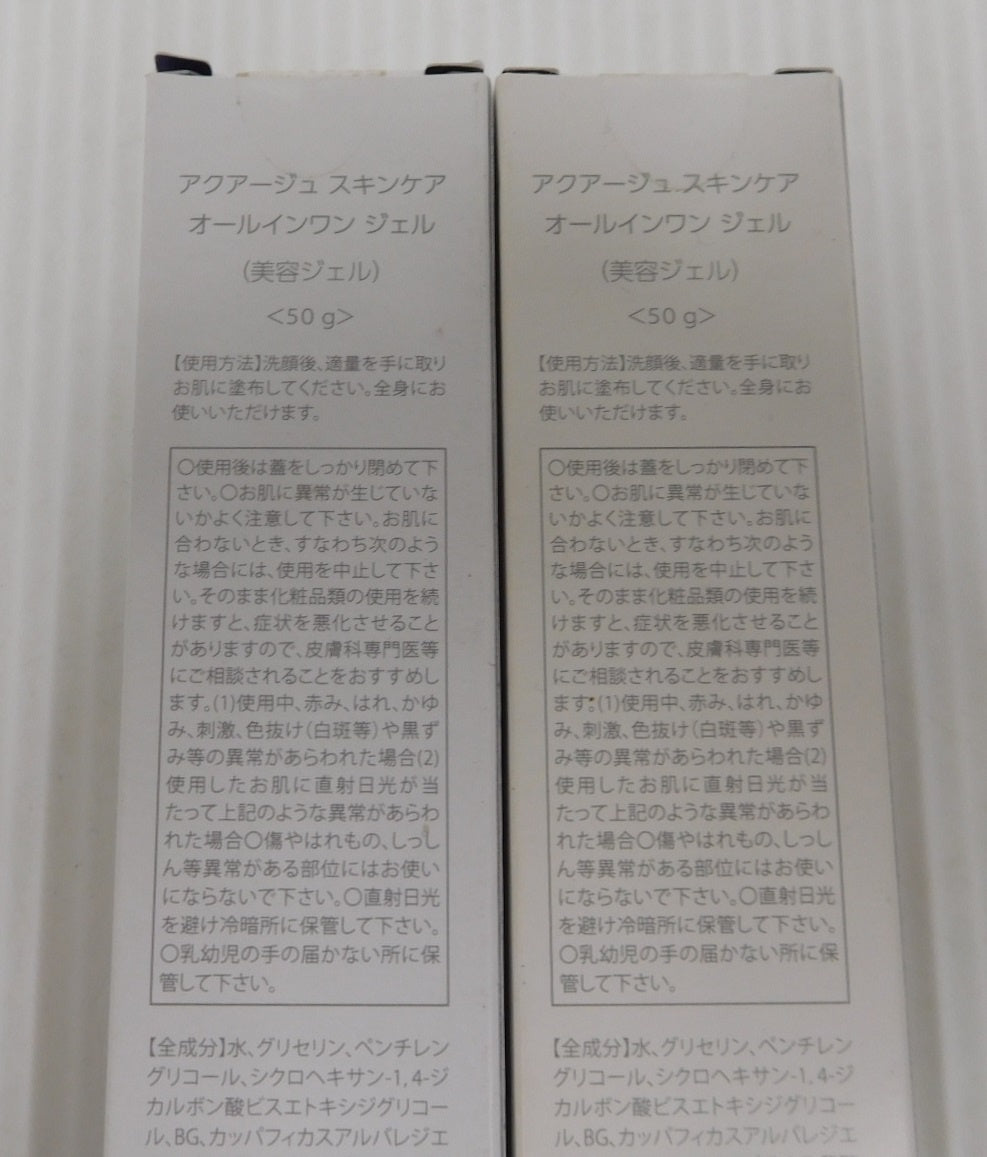 アクアージュ スキンケア
オールインワン ジェル
(美容ジェル)
<50 g>
【使用方法】洗顔後、適量を手に取り
お肌に塗布してください。全身にお
使いいただけます。
〇使用後は蓋をしっかり閉めて下
さい。〇お肌に異常が生じていな
いかよく注意して下さい。お肌に
合わないとき、すなわち次のよう
な場合には、使用を中止して下さ
い。そのまま化粧品類の使用を続
けますと、症状を悪化させること
がありますので、皮膚科専門医等
にご相談されることをおすすめし
ます。(1)使用中、赤み、はれ、かゆ
み、刺激、色抜け(白斑等)や黒ず
み等の異常があらわれた場合(2)
使用したお肌に直射日光が当
たって上記のような異常があらわ
れた場合〇傷やはれもの、しっし
ん等異常がある部位にはお使い
にならないで下さい。〇直射日光
を避け冷暗所に保管して下さい。
〇乳幼児の手の届かない所に保
管して下さい。
【全成分】水、グリセリン、ペンチレン
グリコール、シクロヘキサン-1,4-ジ
カルボン酸ビスエトキシジグリコー
ル、BG、カッパフィカスアルバレジエ
アクアージュ スキンケア
オールインワン ジェル
(美容ジェル)
<50 g>
【使用方法】洗顔後、適量を手に取り
お肌に塗布してください。全身にお
使いいただけます。
〇使用後は蓋をしっかり閉めて下
さい。〇お肌に異常が生じていな
いかよく注意して下さい。お肌に
合わないとき、すなわち次のよう
な場合には、使用を中止して下さ
い。そのまま化粧品類の使用を続
けますと、症状を悪化させること
がありますので、皮膚科専門医等
にご相談されることをおすすめし
ます。(1)使用中、赤み、はれ、かゆ
み、刺激、色抜け(白斑等)や黒ず
み等の異常があらわれた場合(2)
使用したお肌に直射日光が当
たって上記のような異常があらわ
れた場合〇傷やはれもの、しっし
ん等異常がある部位にはお使い
にならないで下さい。〇直射日光
を避け冷暗所に保管して下さい。
〇乳幼児の手の届かない所に保
管して下さい。
【全成分】水、グリセリン、ペンチレン
グリコール、シクロヘキサン-1,4-ジ
カルボン酸ビスエトキシジグリコー
ル、BG、カッパフィカスアルバレジエ